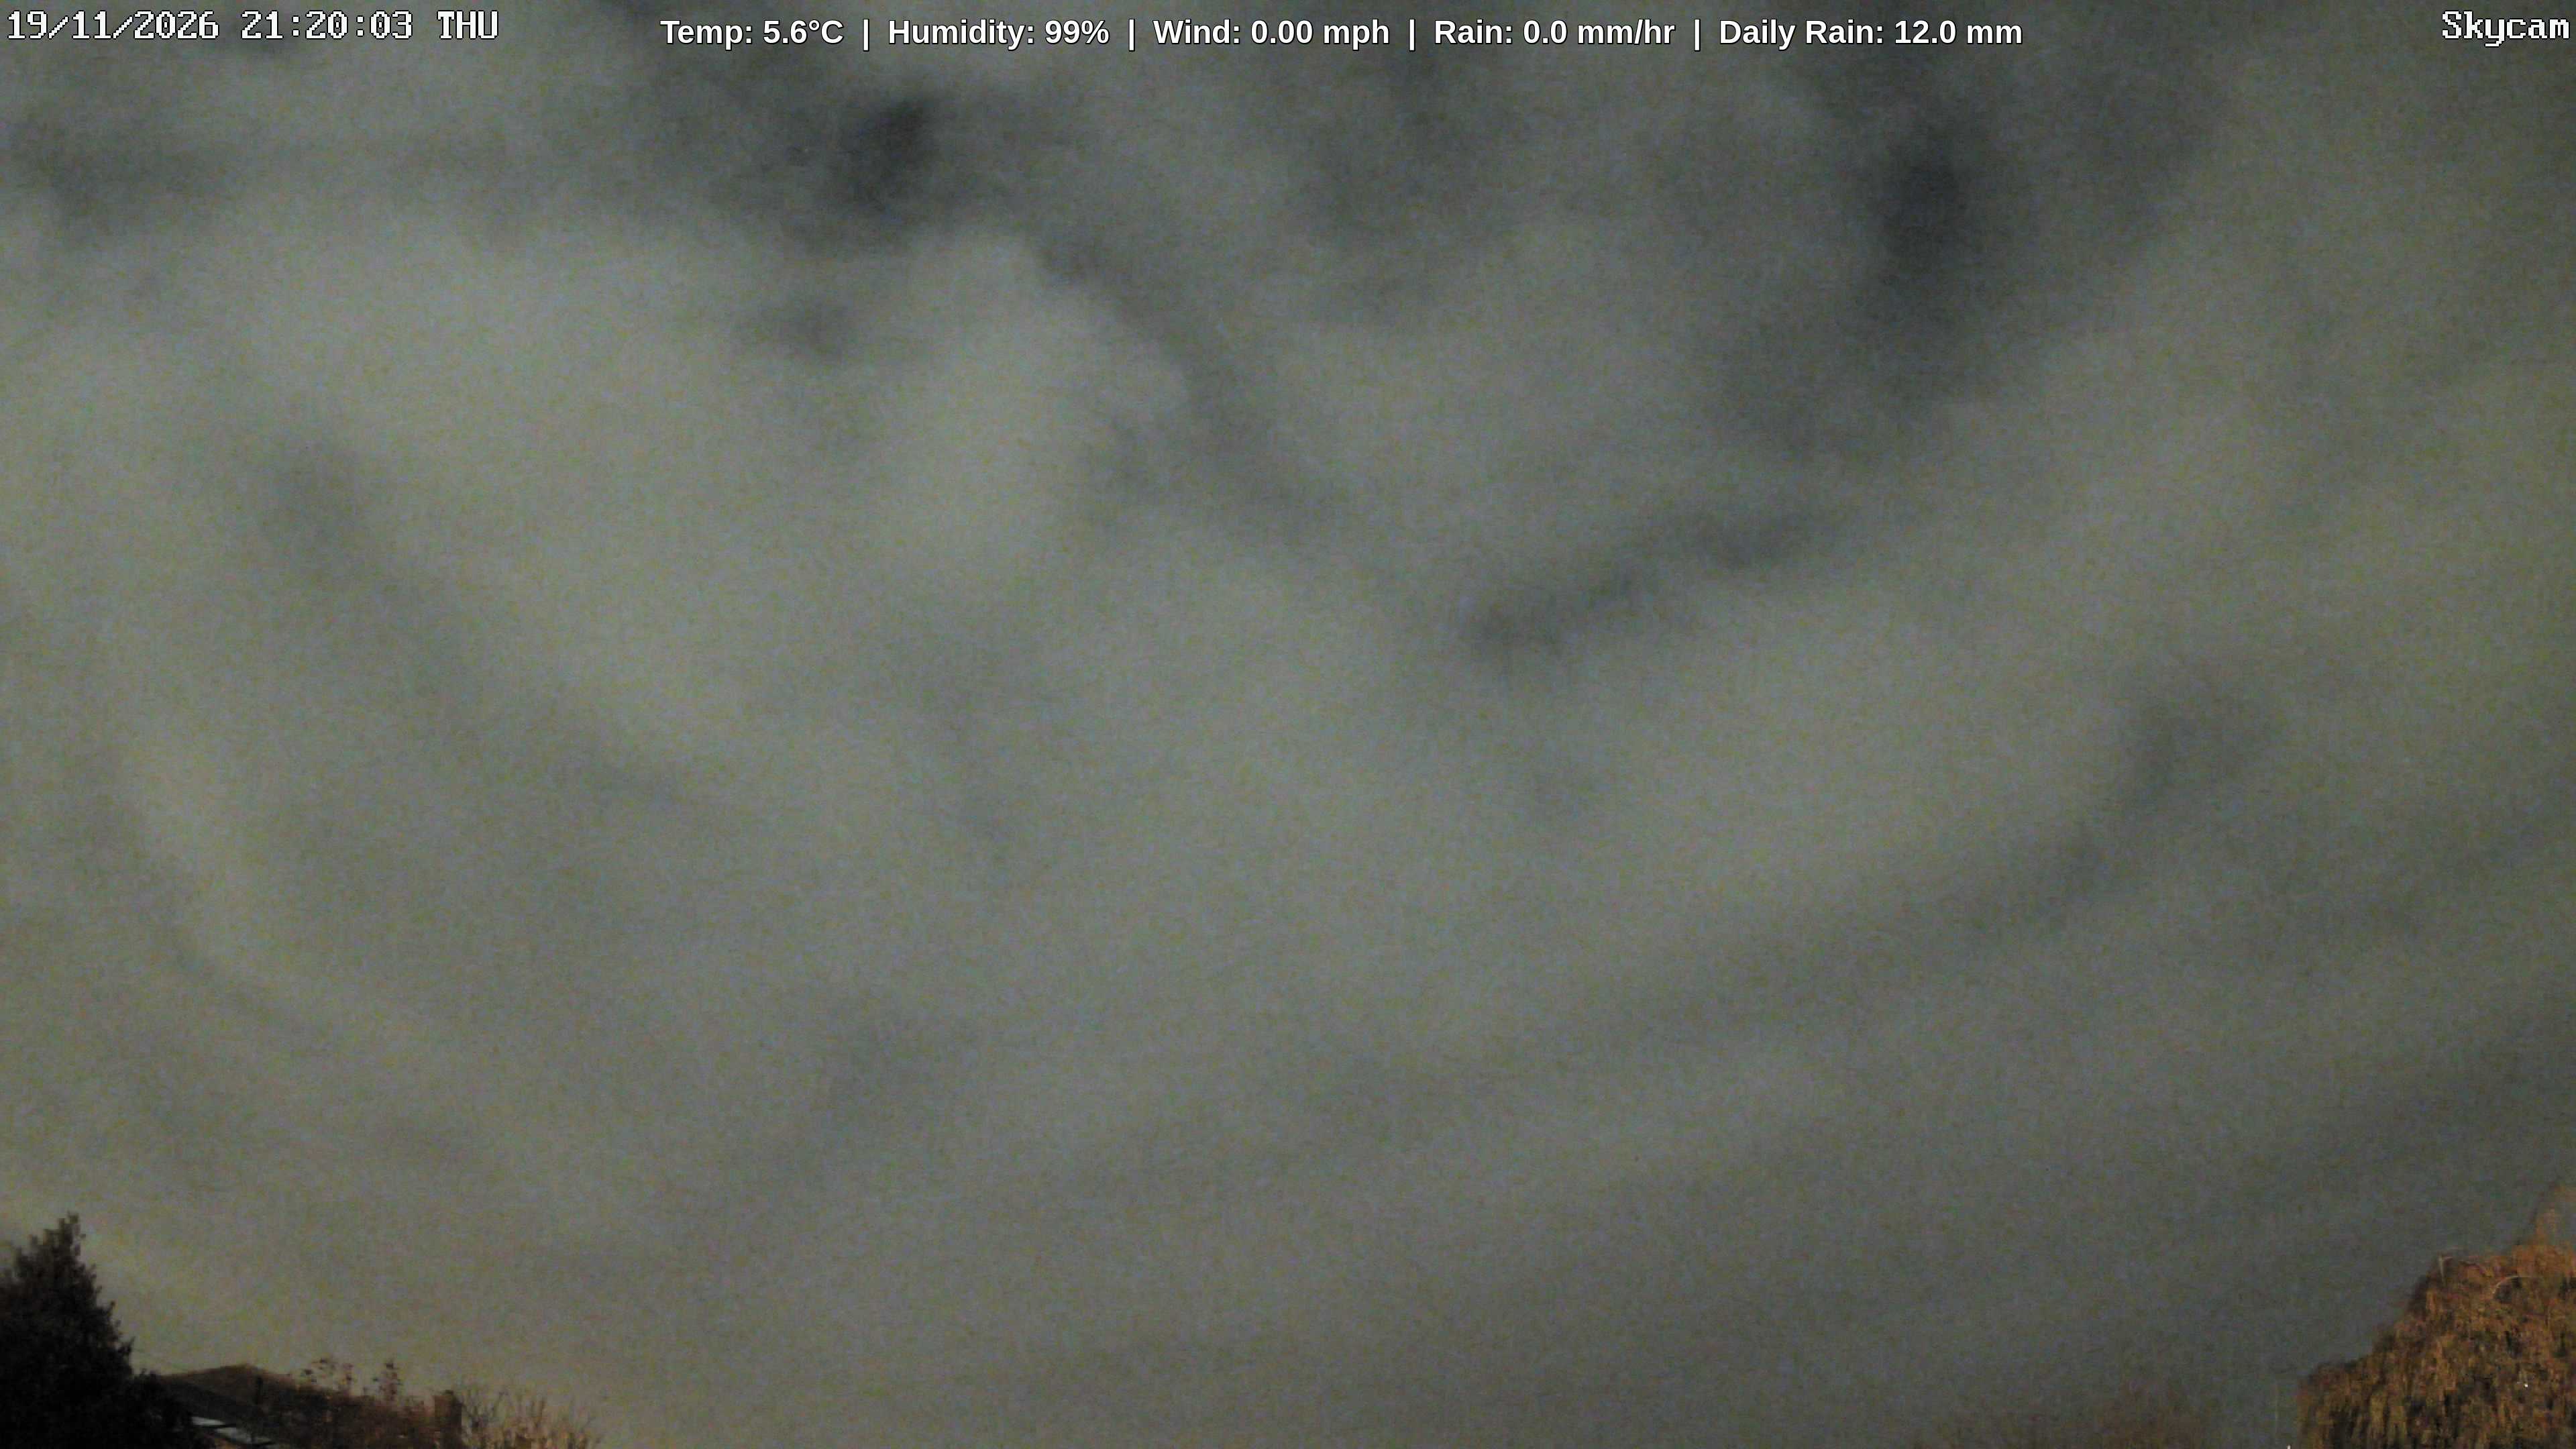 19/11/2026 21:20:03 THU
Temp: 5.6°C | Humidity: 99% | Wind: 0.00 mph | Rain: 0.0 mm/hr | Daily Rain: 12.0 mm
Skycam